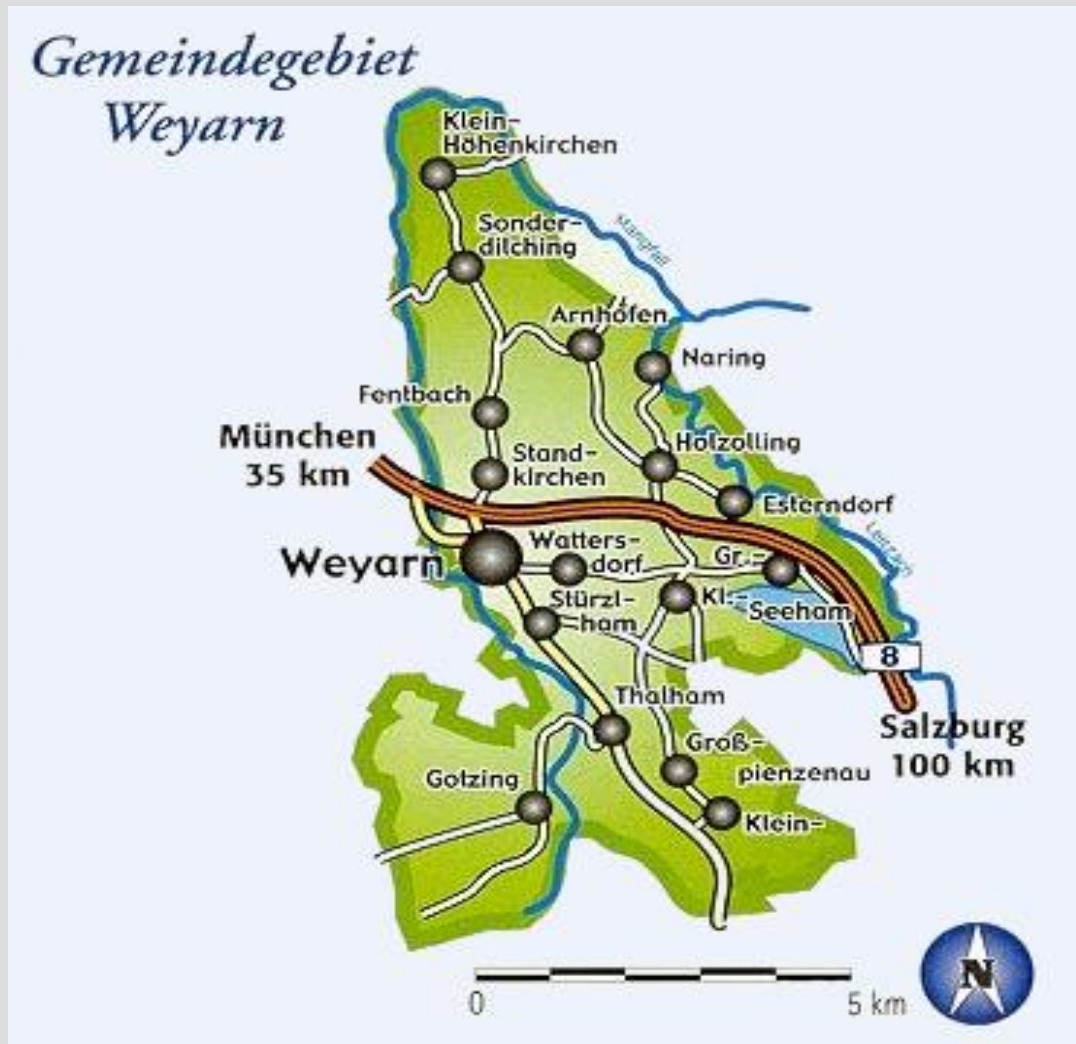 Gemeindegebiet
Weyarn
Klein-
Höhenkirchen
Sonder-
dilching
Mangfall
Arnhofen
Naring
Fentbach
München
35 km
Holzolling
Stand-
kirchen
Esterndorf
Leitzach
Weyarn
Watters-
dorf
Gr.-
Kl.-
Seeham
Stürzl-
ham
8
Thalham
Salzburg
100 km
Groß-
pienzenau
Klein-
Gotzing
N
0
5 km